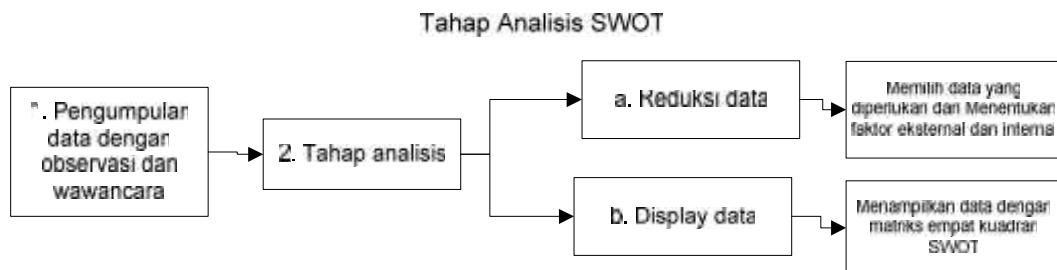 Tahap Analisis SWOT
1. Pengumpulan
data dengan
observasi dan
wawancara
2. Tahap analisis
a. Reduksi data
Memilih data yang
diperlukan dan Menentukan
faktor eksternal dan internal
b. Display data
Menampilkan data dengan
matriks empat kuadran
SWOT